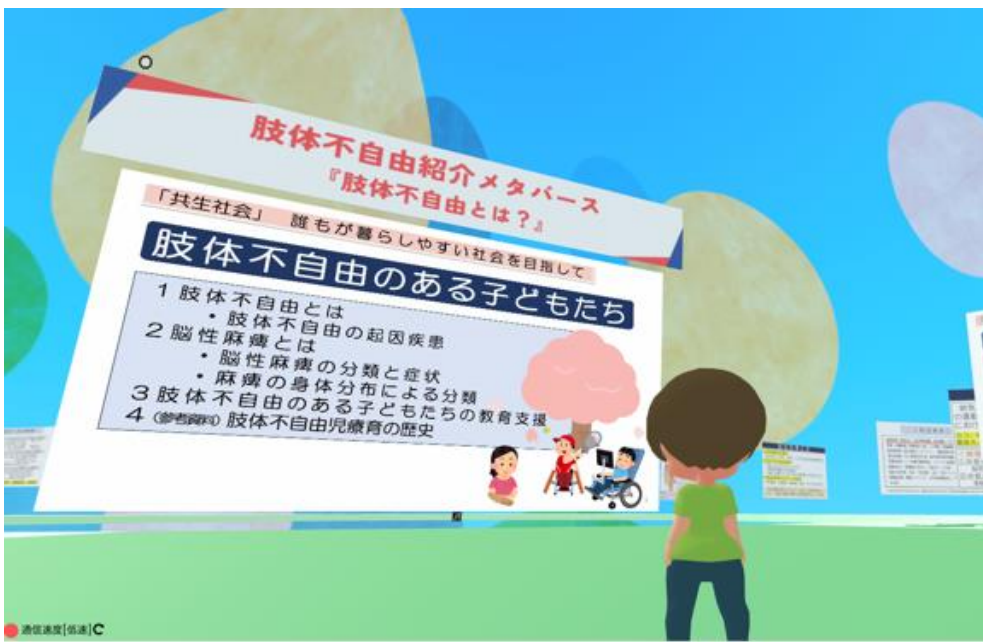 肢体不自由紹介メタバース
『肢体不自由とは？』
「共生社会」 誰もが暮らしやすい社会を目指して
肢体不自由のある子どもたち
1 肢体不自由とは
・肢体不自由の起因疾患
2 脳性麻痺とは
・脳性麻痺の分類と症状
・麻痺の身体分布による分類
3 肢体不自由のある子どもたちの教育支援
4 (参考資料) 肢体不自由児療育の歴史
通信速度[低速]